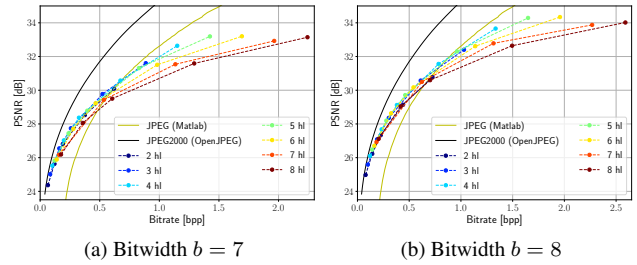 34
32
30
28
26
24
PSNR [dB]
JPEG (Matlab)
JPEG2000 (OpenJPEG)
2 hl
3 hl
4 hl
5 hl
6 hl
7 hl
8 hl
0.0 0.5 1.0 1.5 2.0
Bitrate [bpp]
(a) Bitwidth b = 7
34
32
30
28
26
24
PSNR [dB]
JPEG (Matlab)
JPEG2000 (OpenJPEG)
2 hl
3 hl
4 hl
5 hl
6 hl
7 hl
8 hl
0.0 0.5 1.0 1.5 2.0 2.5
Bitrate [bpp]
(b) Bitwidth b = 8